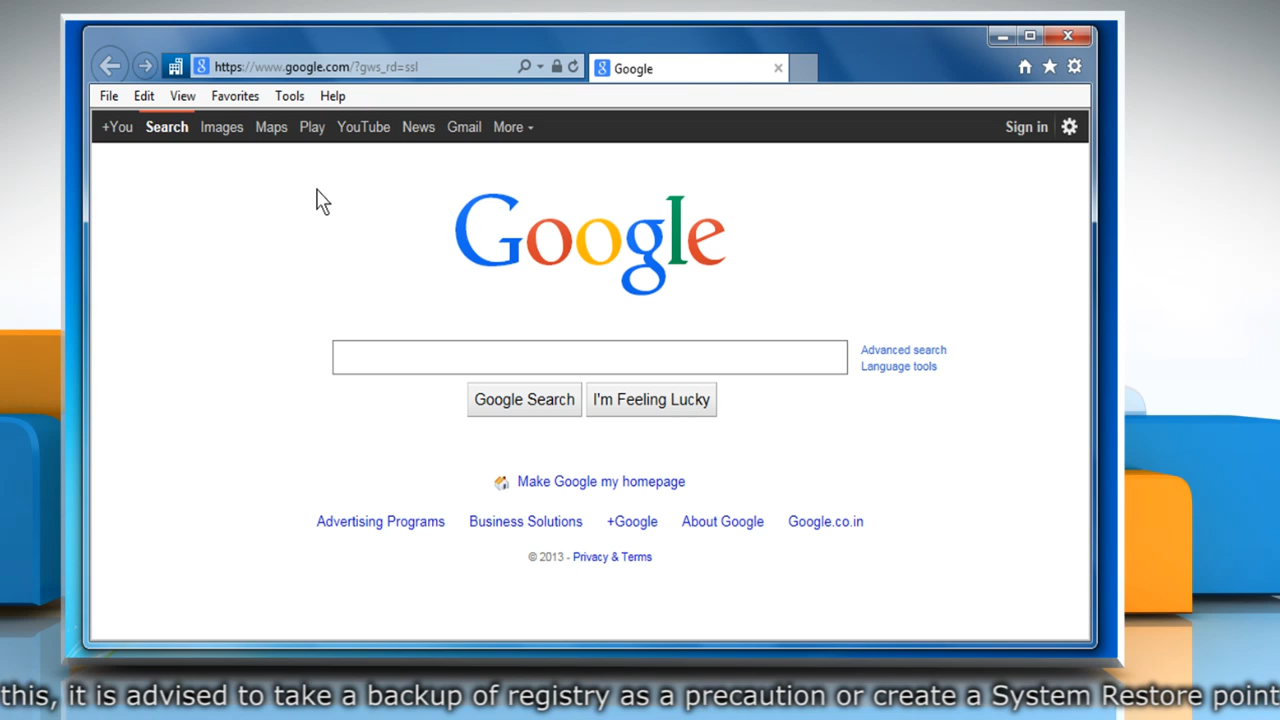 https://www.google.com/?gws_rd=ssl
Google
File Edit View Favorites Tools Help
+You Search Images Maps Play YouTube News Gmail More Sign in
Google
Advanced search
Language tools
Google Search I'm Feeling Lucky
Make Google my homepage
Advertising Programs Business Solutions +Google About Google Google.co.in
© 2013 - Privacy & Terms
this, it is advised to take a backup of registry as a precaution or create a System Restore point